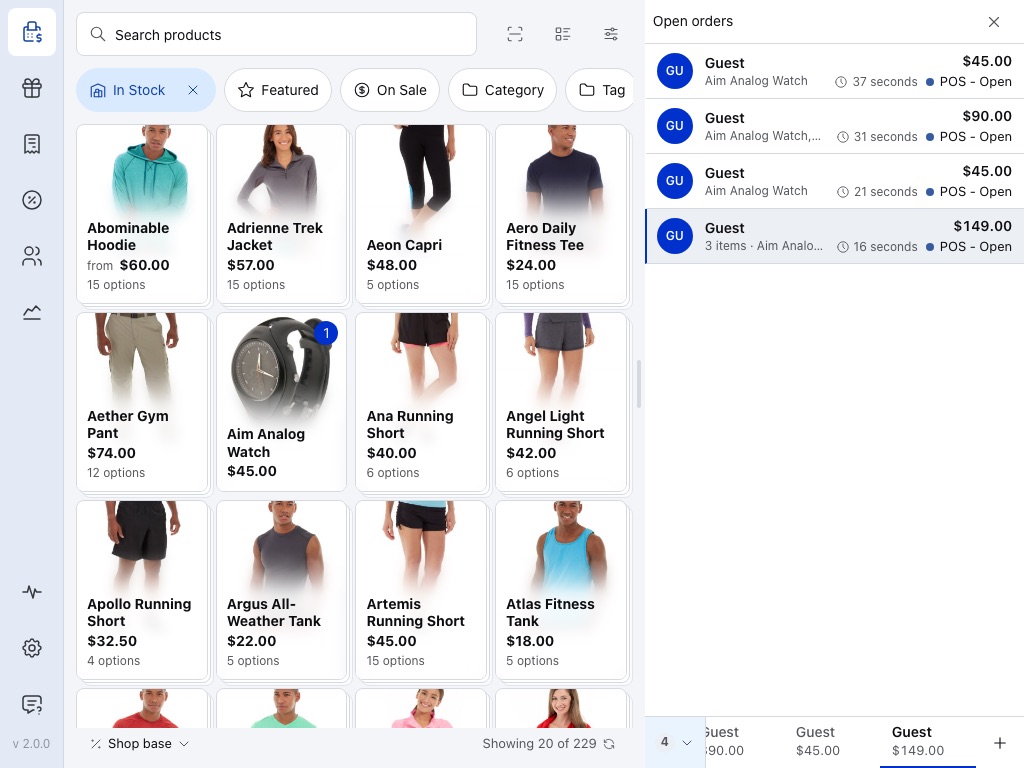 Search products
In Stock
Featured
On Sale
Category
Tag
Abominable Hoodie
from $60.00
15 options
Adrienne Trek Jacket
$57.00
15 options
Aeon Capri
$48.00
5 options
Aero Daily Fitness Tee
$24.00
15 options
Aether Gym Pant
$74.00
12 options
1
Aim Analog Watch
$45.00
Ana Running Short
$40.00
6 options
Angel Light Running Short
$42.00
6 options
Apollo Running Short
$32.50
4 options
Argus All-Weather Tank
$22.00
5 options
Artemis Running Short
$45.00
15 options
Atlas Fitness Tank
$18.00
5 options
v 2.0.0
Shop base
Showing 20 of 229
Open orders
GU Guest $45.00
Aim Analog Watch 37 seconds POS - Open
GU Guest $90.00
Aim Analog Watch,... 31 seconds POS - Open
GU Guest $45.00
Aim Analog Watch 21 seconds POS - Open
GU Guest $149.00
3 items · Aim Analo... 16 seconds POS - Open
4
Guest
$90.00
Guest
$45.00
Guest
$149.00